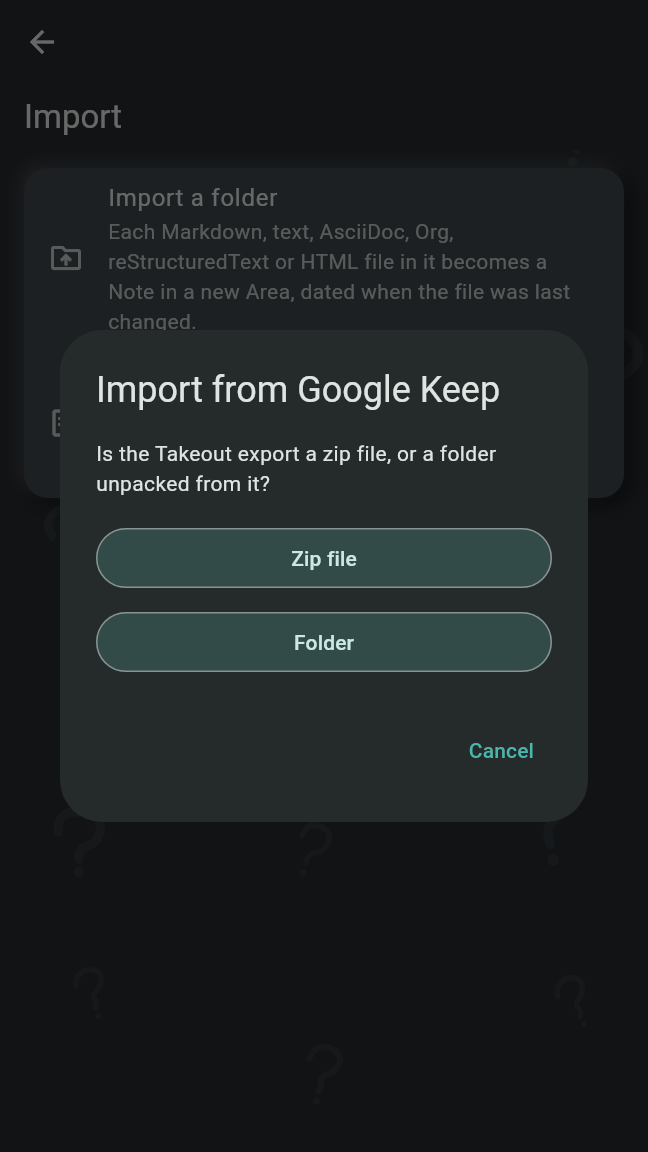 Import
Import a folder
Each Markdown, text, AsciiDoc, Org,
reStructuredText or HTML file in it becomes a
Note in a new Area, dated when the file was last
changed.
Import from Google Keep
Is the Takeout export a zip file, or a folder
unpacked from it?
Zip file
Folder
Cancel